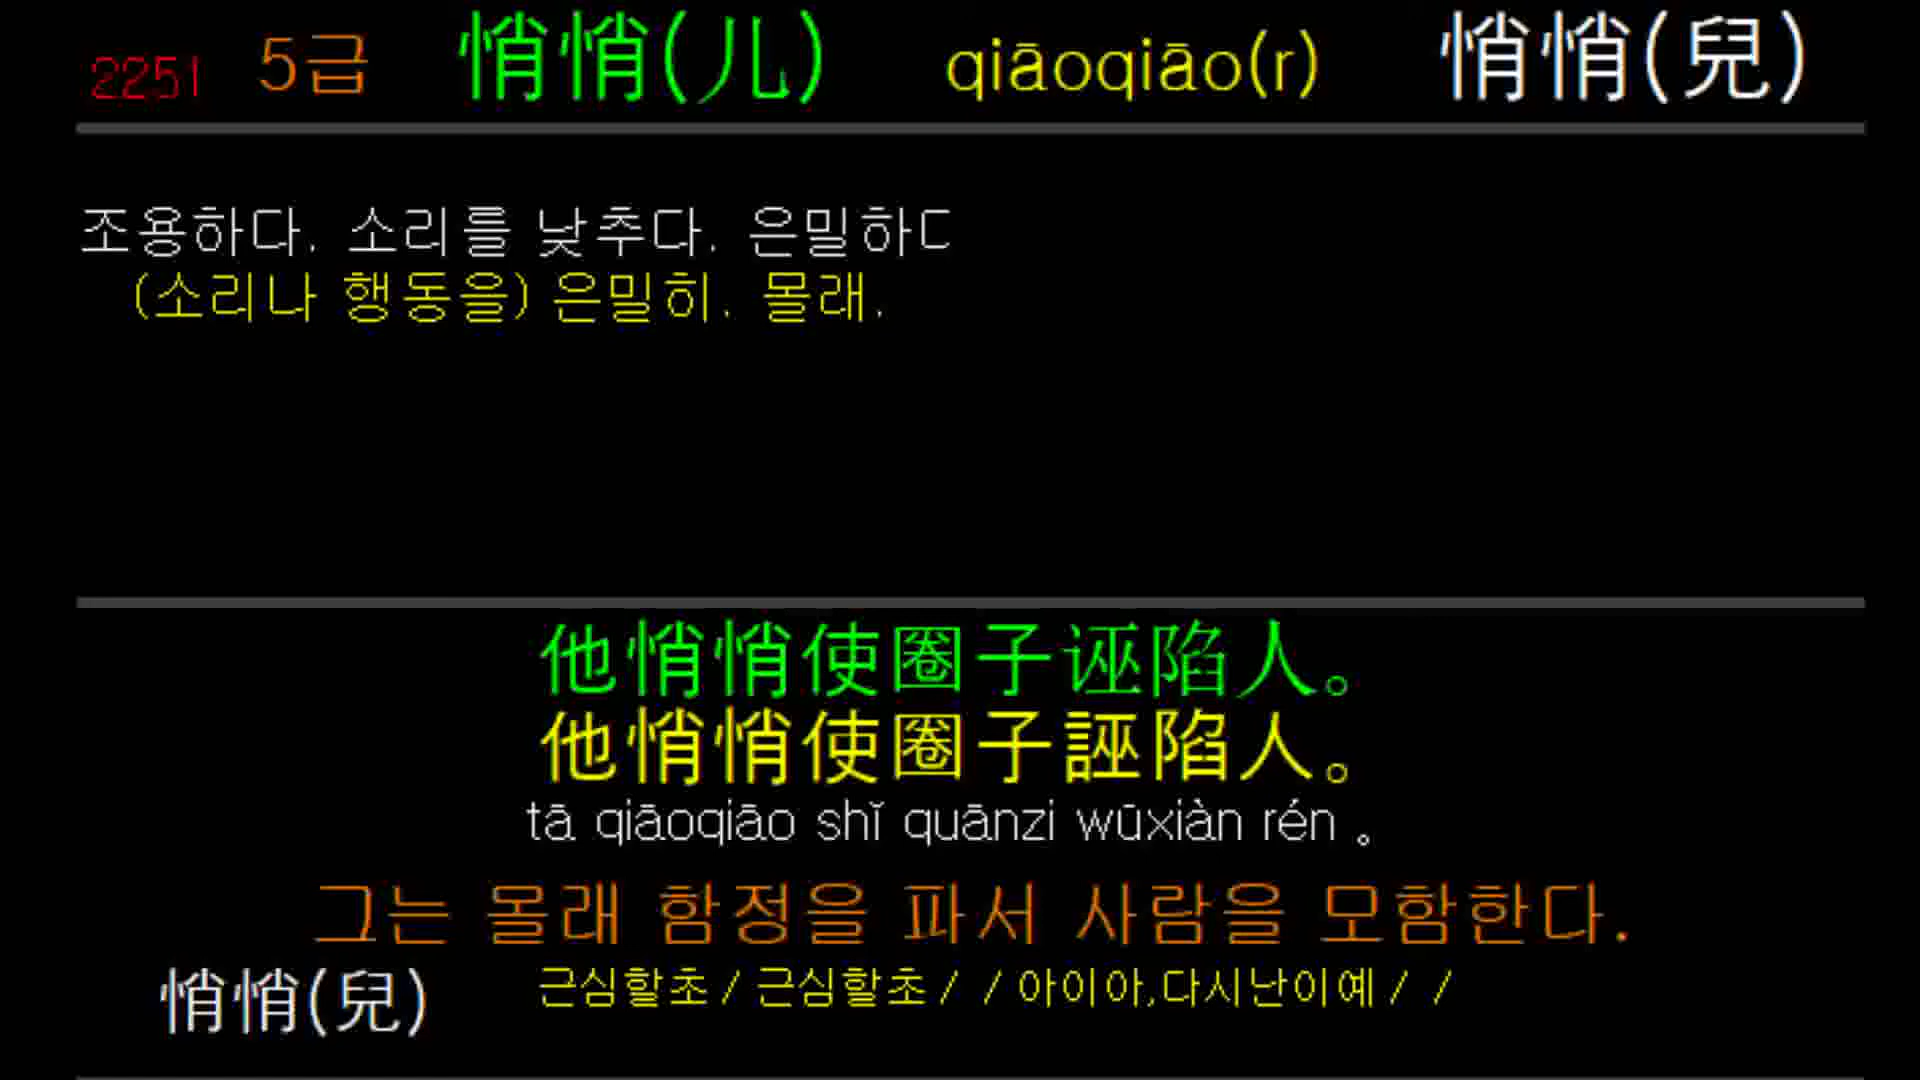 2251 5급 悄悄(儿) qiāoqiāo(r) 悄悄(兒)
조용하다. 소리를 낮추다. 은밀하ㄷ
(소리나 행동을) 은밀히. 몰래.
他悄悄使圈子诬陷人。
他悄悄使圈子誣陷人。
tā qiāoqiāo shǐ quānzi wūxiàn rén 。
그는 몰래 함정을 파서 사람을 모함한다.
悄悄(兒) 근심할초 / 근심할초 / / 아이아,다시난이예 / /